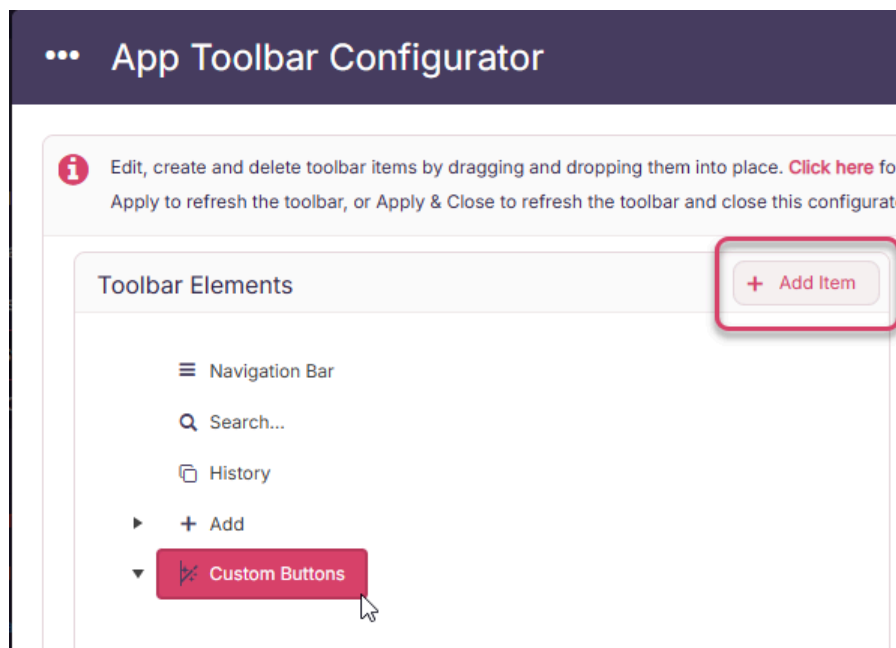 App Toolbar Configurator
Edit, create and delete toolbar items by dragging and dropping them into place. Click here
Apply to refresh the toolbar, or Apply & Close to refresh the toolbar and close this
Toolbar Elements
+ Add Item
Navigation Bar
Search...
History
+ Add
Custom Buttons